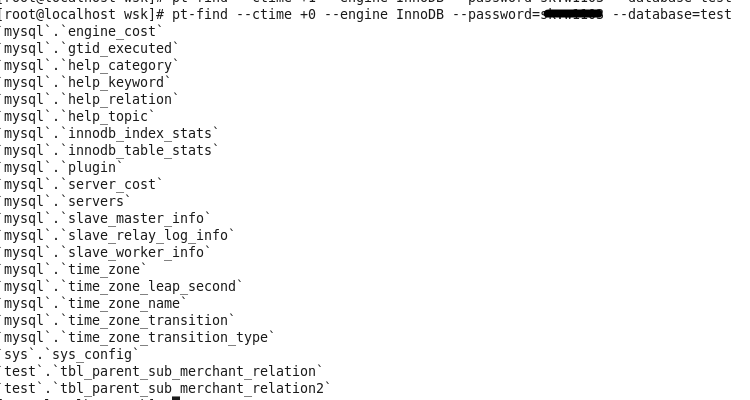 [root@localhost wsk]# pt-find --ctime +0 --engine InnoDB --password= --database=test
`mysql`.`engine_cost`
`mysql`.`gtid_executed`
`mysql`.`help_category`
`mysql`.`help_keyword`
`mysql`.`help_relation`
`mysql`.`help_topic`
`mysql`.`innodb_index_stats`
`mysql`.`innodb_table_stats`
`mysql`.`plugin`
`mysql`.`server_cost`
`mysql`.`servers`
`mysql`.`slave_master_info`
`mysql`.`slave_relay_log_info`
`mysql`.`slave_worker_info`
`mysql`.`time_zone`
`mysql`.`time_zone_leap_second`
`mysql`.`time_zone_name`
`mysql`.`time_zone_transition`
`mysql`.`time_zone_transition_type`
`sys`.`sys_config`
`test`.`tbl_parent_sub_merchant_relation`
`test`.`tbl_parent_sub_merchant_relation2`